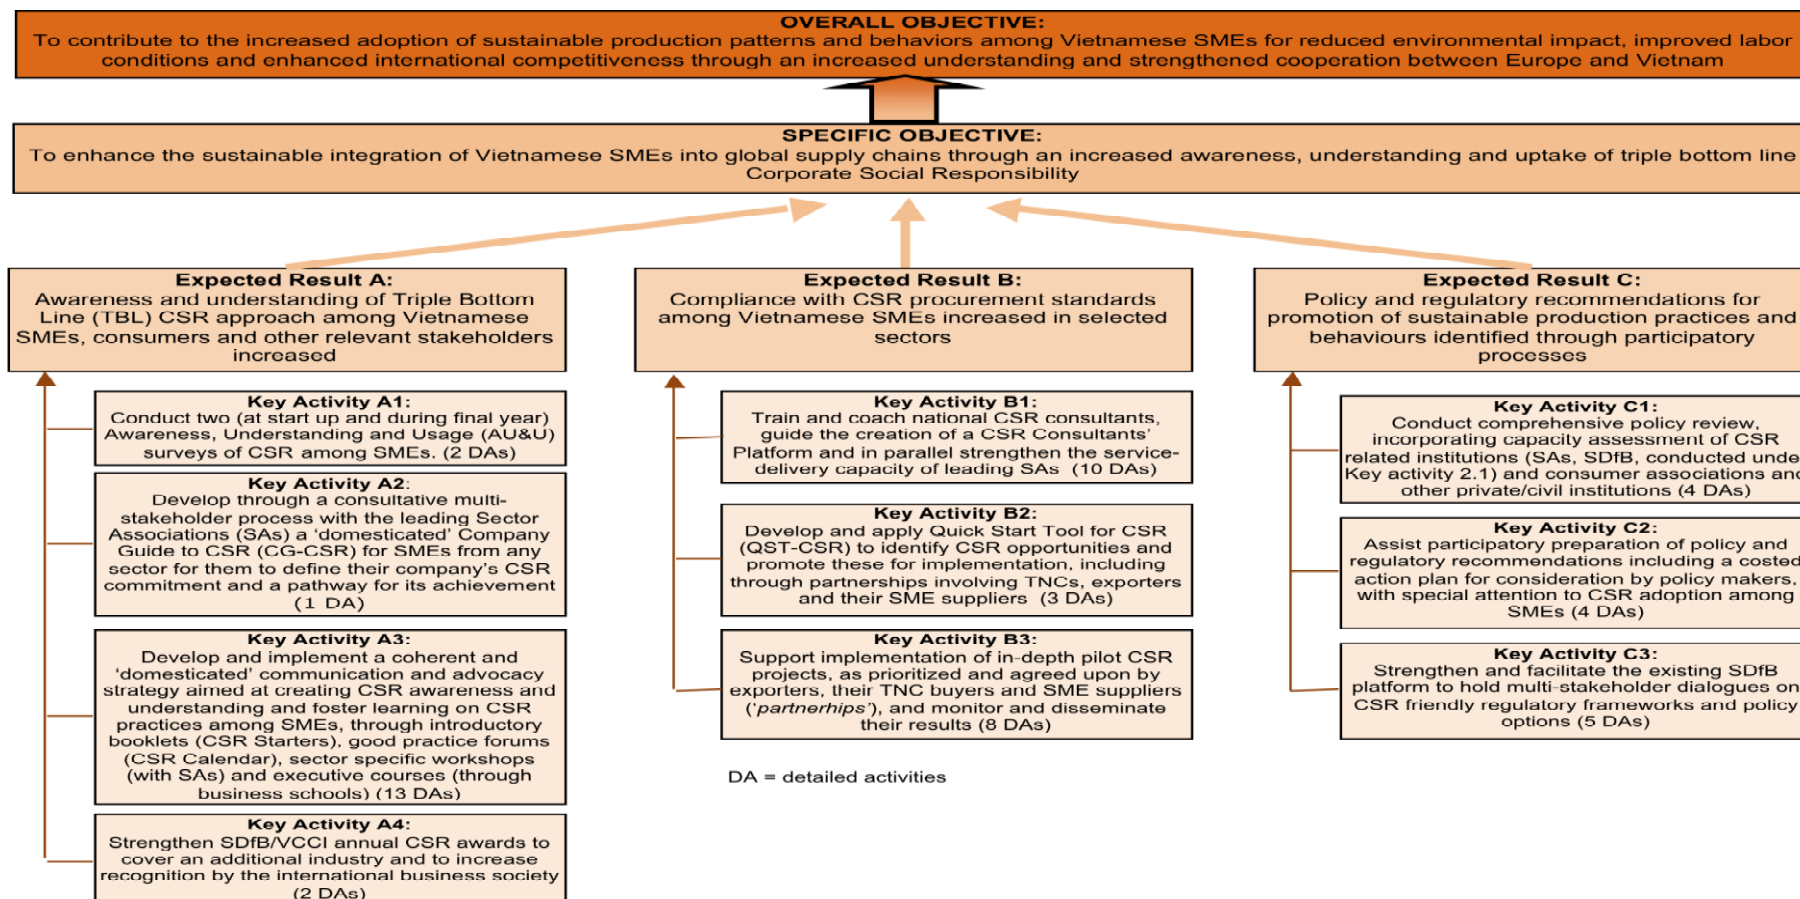 OVERALL OBJECTIVE:
To contribute to the increased adoption of sustainable production patterns and behaviors among Vietnamese SMEs for reduced environmental impact, improved labor
conditions and enhanced international competitiveness through an increased understanding and strengthened cooperation between Europe and Vietnam
SPECIFIC OBJECTIVE:
To enhance the sustainable integration of Vietnamese SMEs into global supply chains through an increased awareness, understanding and uptake of triple bottom line
Corporate Social Responsibility
Expected Result A:
Awareness and understanding of Triple Bottom
Line (TBL) CSR approach among Vietnamese
SMEs, consumers and other relevant stakeholders
increased
Key Activity A1:
Conduct two (at start up and during final year)
Awareness, Understanding and Usage (AU&U)
surveys of CSR among SMEs. (2 DAs)
Key Activity A2:
Develop through a consultative multi-
stakeholder process with the leading Sector
Associations (SAs) a ‘domesticated’ Company
Guide to CSR (CG-CSR) for SMEs from any
sector for them to define their company’s CSR
commitment and a pathway for its achievement
(1 DA)
Key Activity A3:
Develop and implement a coherent and
‘domesticated’ communication and advocacy
strategy aimed at creating CSR awareness and
understanding and foster learning on CSR
practices among SMEs, through introductory
booklets (CSR Starters), good practice forums
(CSR Calendar), sector specific workshops
(with SAs) and executive courses (through
business schools) (13 DAs)
Key Activity A4:
Strengthen SDfB/VCCI annual CSR awards to
cover an additional industry and to increase
recognition by the international business society
(2 DAs)
Expected Result B:
Compliance with CSR procurement standards
among Vietnamese SMEs increased in selected
sectors
Key Activity B1:
Train and coach national CSR consultants,
guide the creation of a CSR Consultants’
Platform and in parallel strengthen the service-
delivery capacity of leading SAs (10 DAs)
Key Activity B2:
Develop and apply Quick Start Tool for CSR
(QST-CSR) to identify CSR opportunities and
promote these for implementation, including
through partnerships involving TNCs, exporters
and their SME suppliers (3 DAs)
Key Activity B3:
Support implementation of in-depth pilot CSR
projects, as prioritized and agreed upon by
exporters, their TNC buyers and SME suppliers
(‘partnerhips’), and monitor and disseminate
their results (8 DAs)
DA = detailed activities
Expected Result C:
Policy and regulatory recommendations for
promotion of sustainable production practices and
behaviours identified through participatory
processes
Key Activity C1:
Conduct comprehensive policy review,
incorporating capacity assessment of CSR
related institutions (SAs, SDfB, conducted unde
Key activity 2.1) and consumer associations and
other private/civil institutions (4 DAs)
Key Activity C2:
Assist participatory preparation of policy and
regulatory recommendations including a costed
action plan for consideration by policy makers,
with special attention to CSR adoption among
SMEs (4 DAs)
Key Activity C3:
Strengthen and facilitate the existing SDfB
platform to hold multi-stakeholder dialogues on
CSR friendly regulatory frameworks and policy
options (5 DAs)